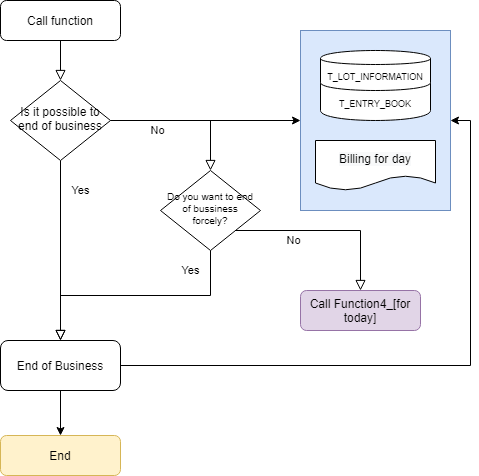 Call function
Is it possible to
end of business
No
T_LOT_INFORMATION
T_ENTRY_BOOK
Billing for day
Yes
Do you want to end
of bussiness
forcely?
No
Yes
Call Function4_[for
today]
End of Business
End